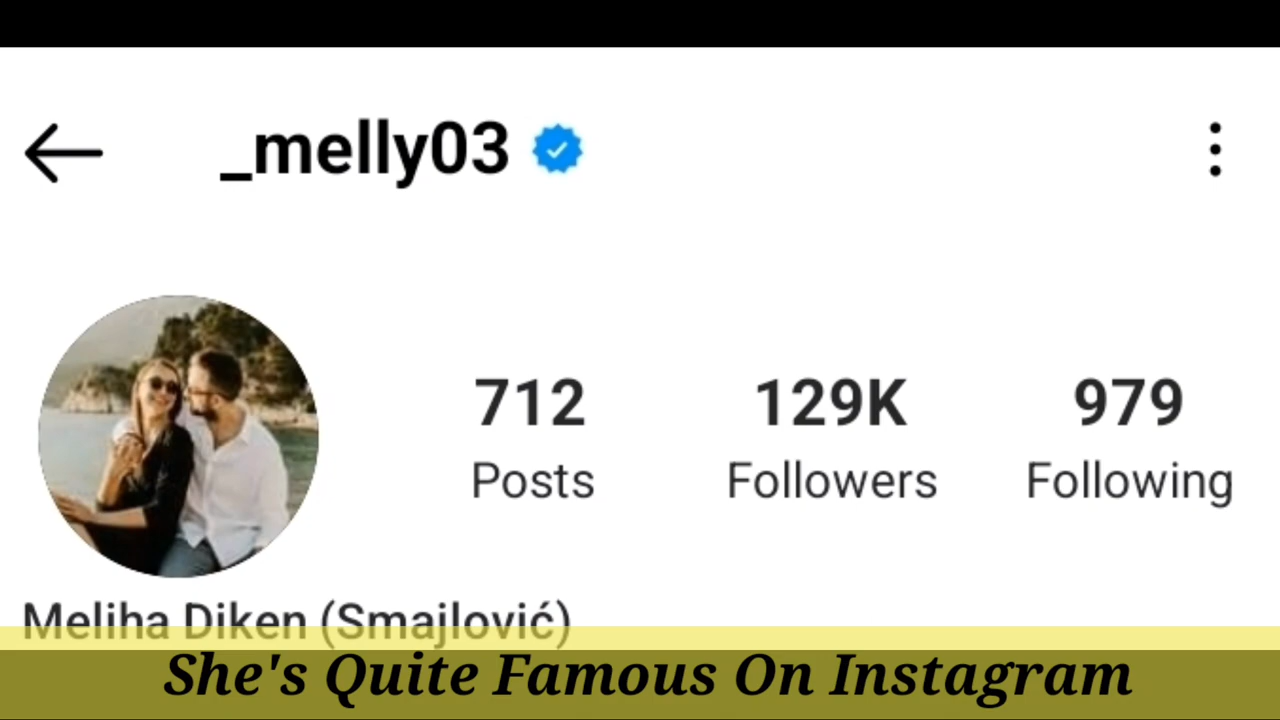 _melly03
712 129K 979
Posts Followers Following
Meliha Diken (Smajlović)
She's Quite Famous On Instagram